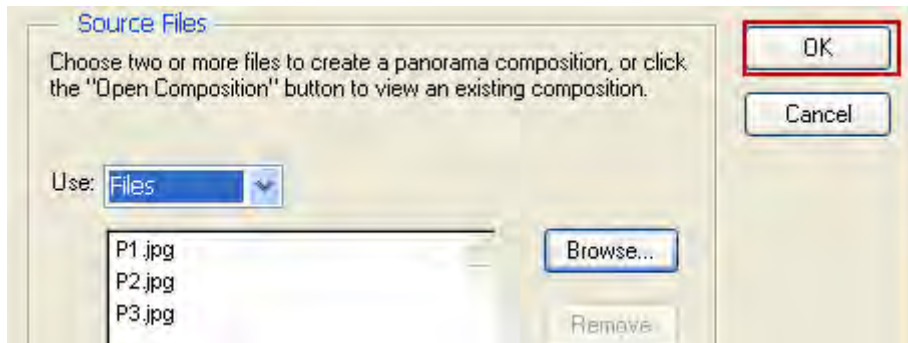 Source Files
Choose two or more files to create a panorama composition, or click
the "Open Composition" button to view an existing composition.
OK
Cancel
Use: Files
P1.jpg
Browse...
P2.jpg
P3.jpg
Remove